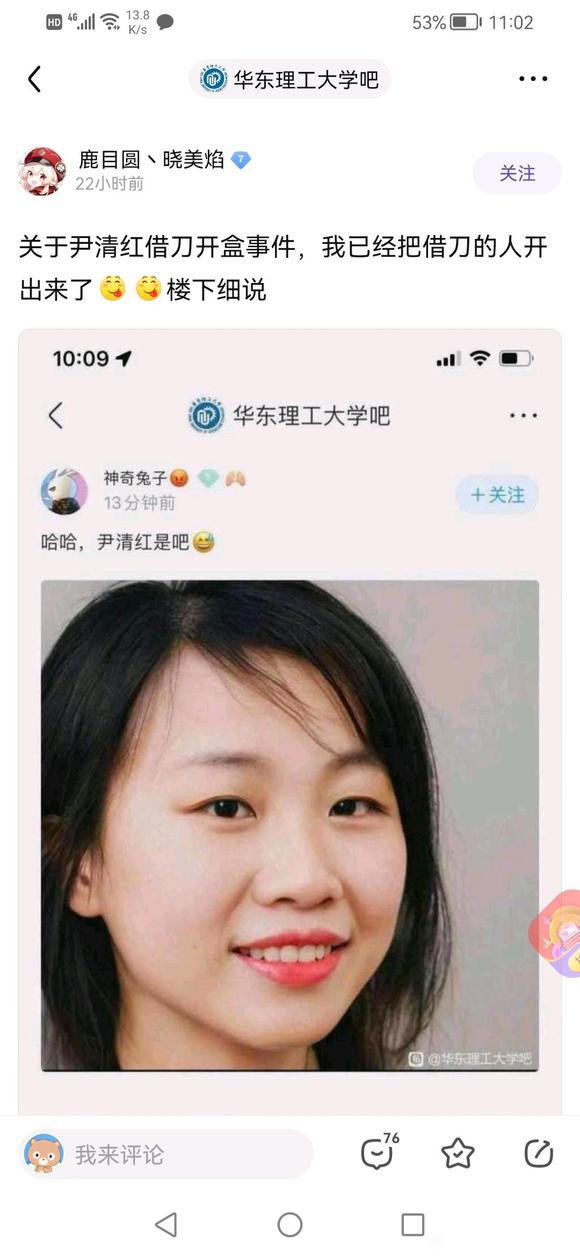 HD 4G 13.8 K/s 53% 11:02
华东理工大学吧
鹿目圆丶晓美焰 7
22小时前
关注
关于尹清红借刀开盒事件，我已经把借刀的人开
出来了😋 😋楼下细说
10:09
华东理工大学吧
神奇兔子😡
13分钟前
+关注
哈哈，尹清红是吧😅
@华东理工大学吧
我来评论
76